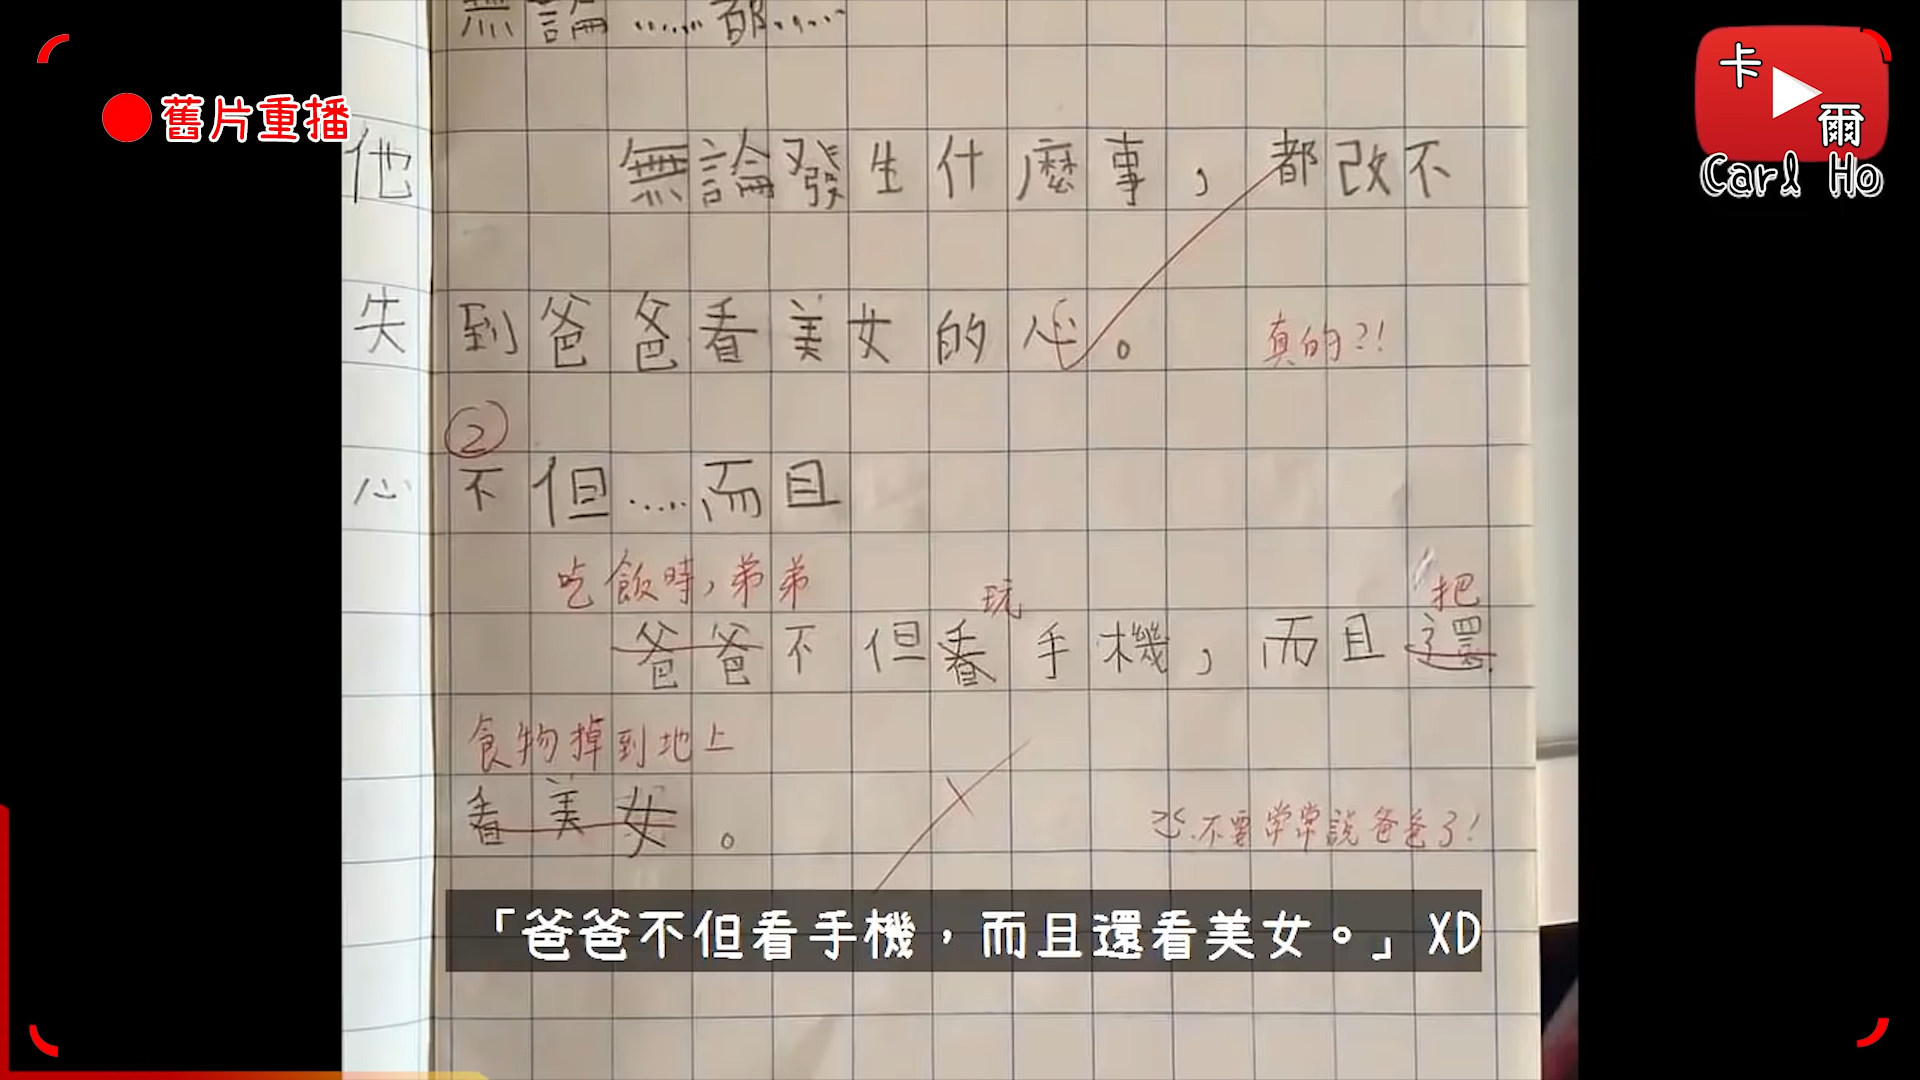 無論……都……
舊片重播
卡爾
Carl Ho
他
無論發生什麼事，都改不
失
到爸爸看美女的心。
真的?!
②
心
不但……而且
吃飯時，弟弟
玩
把
爸爸不但看手機，而且還
食物掉到地上
看美女。
不要常常說爸爸了!
「爸爸不但看手機，而且還看美女。」XD